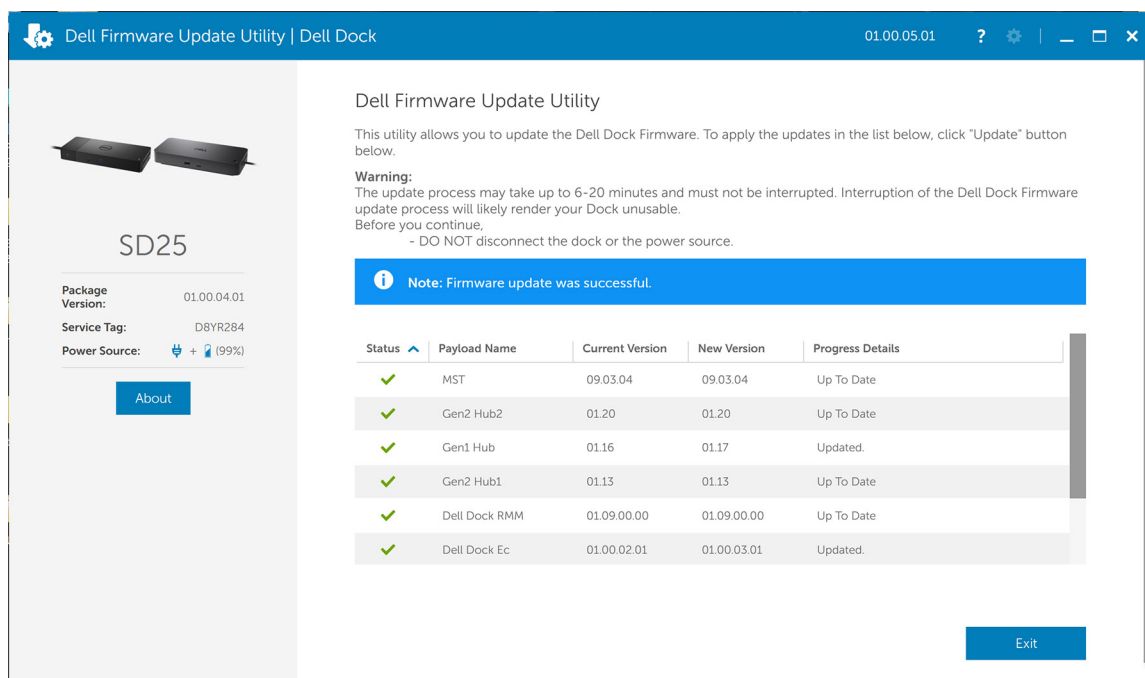 Dell Firmware Update Utility | Dell Dock
01.00.05.01 ?
SD25
Package Version: 01.00.04.01
Service Tag: D8YR284
Power Source: + (99%)
About
Dell Firmware Update Utility
This utility allows you to update the Dell Dock Firmware. To apply the updates in the list below, click "Update" button
below.
Warning:
The update process may take up to 6-20 minutes and must not be interrupted. Interruption of the Dell Dock Firmware
update process will likely render your Dock unusable.
Before you continue,
- DO NOT disconnect the dock or the power source.
Note: Firmware update was successful.
Status Payload Name Current Version New Version Progress Details
MST 09.03.04 09.03.04 Up To Date
Gen2 Hub2 01.20 01.20 Up To Date
Gen1 Hub 01.16 01.17 Updated.
Gen2 Hub1 01.13 01.13 Up To Date
Dell Dock RMM 01.09.00.00 01.09.00.00 Up To Date
Dell Dock Ec 01.00.02.01 01.00.03.01 Updated.
Exit